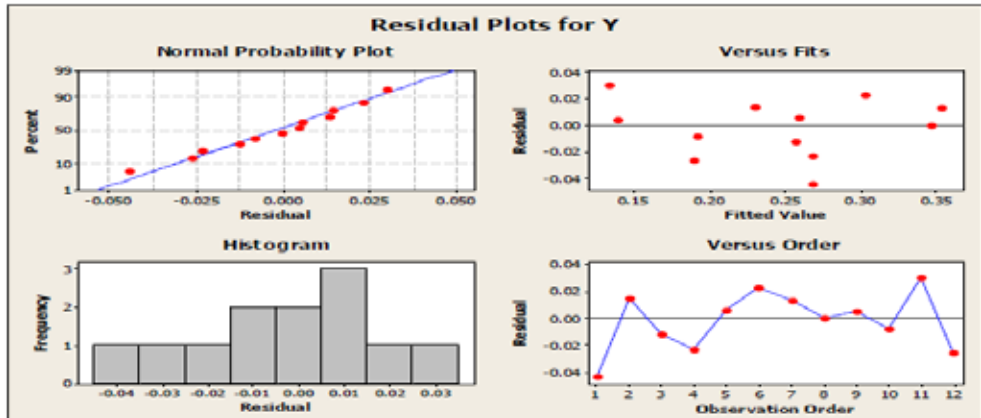 Residual Plots for Y
Normal Probability Plot
Percent
99
90
50
10
1
-0.050 -0.025 0.000 0.030 0.050
Residual
Versus Fits
Residual
0.04
0.02
0.00
-0.02
-0.04
0.15 0.20 0.25 0.30 0.35
Fitted Value
Histogram
Frequency
3
2
1
0
-0.04 -0.03 -0.02 -0.01 0.00 0.01 0.02 0.03
Residual
Versus Order
Residual
0.04
0.02
0.00
-0.02
-0.04
1 2 3 4 5 6 7 8 9 10 11 12
Observation Order